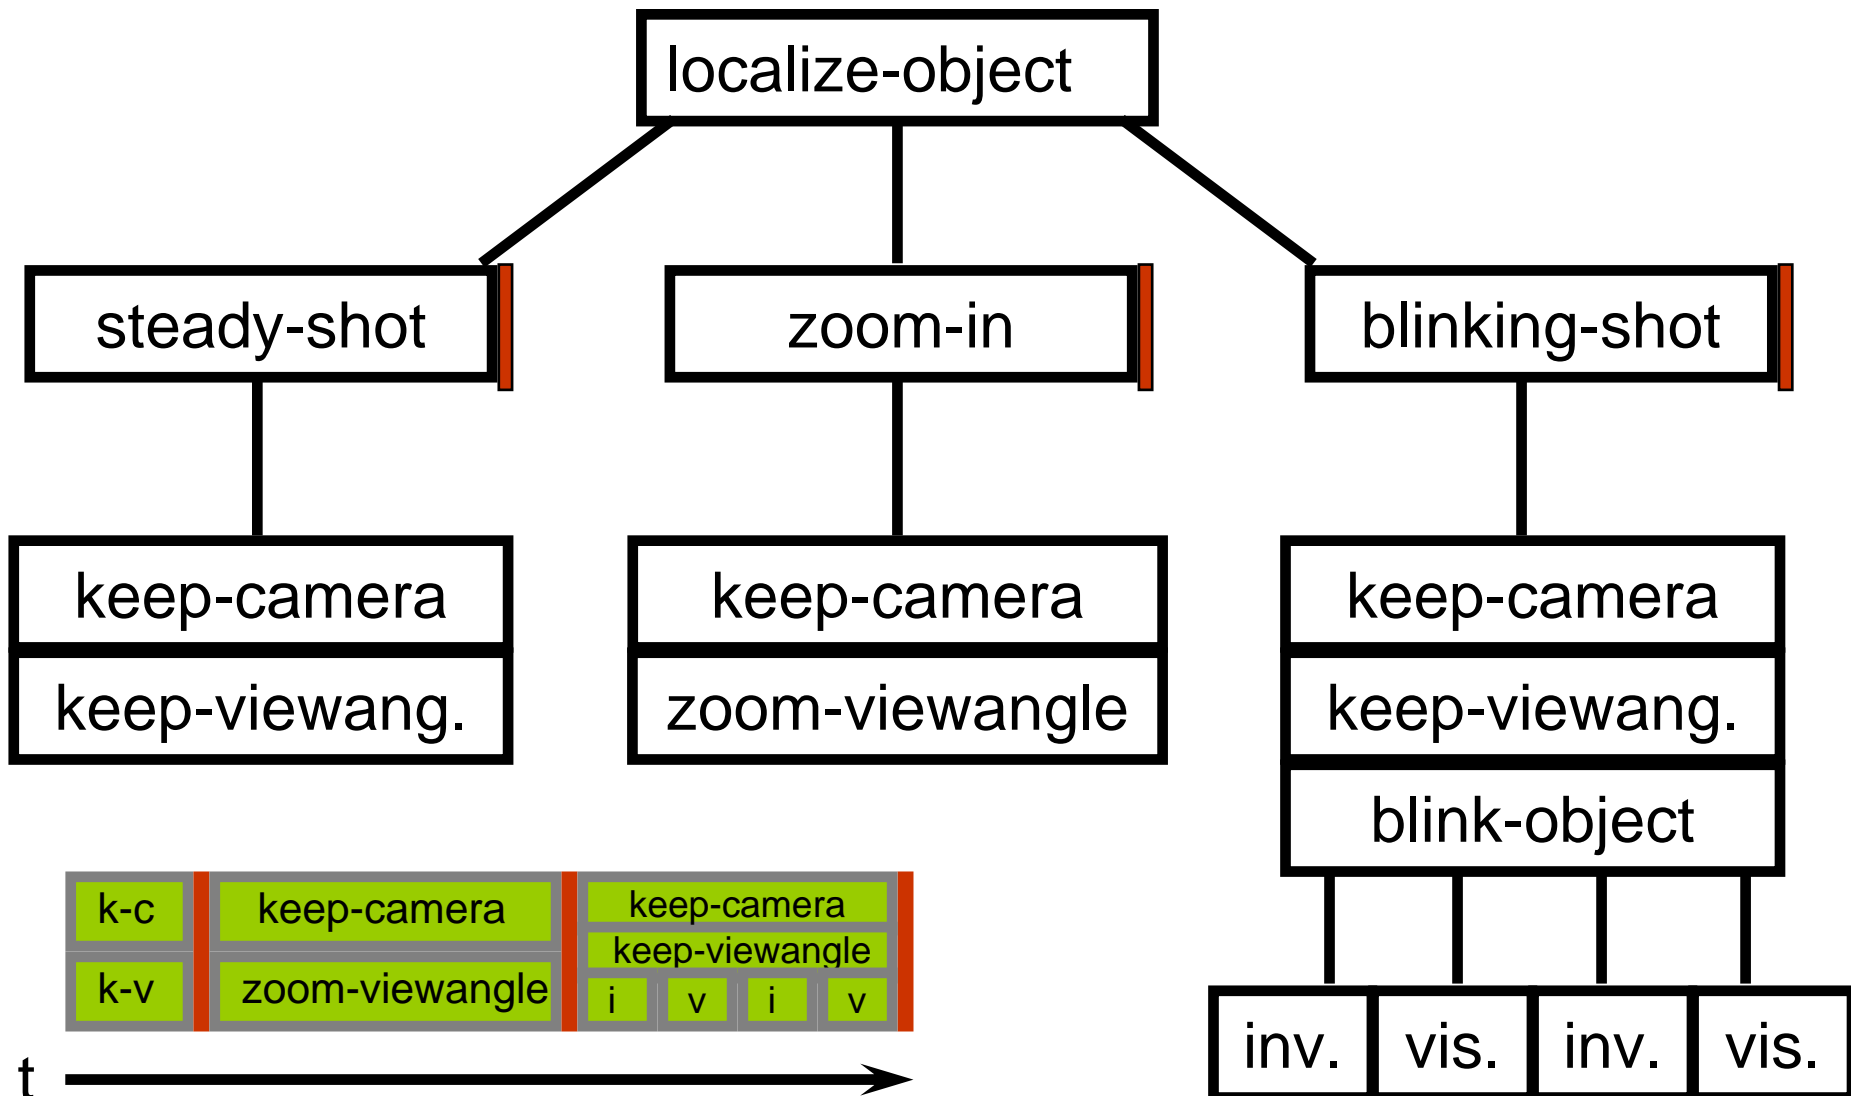 localize-object
steady-shot
zoom-in
blinking-shot
keep-camera
keep-viewang.
keep-camera
zoom-viewangle
keep-camera
keep-viewang.
blink-object
inv. vis. inv. vis.
k-c
k-v
keep-camera
zoom-viewangle
keep-camera
keep-viewangle
i v i v
t